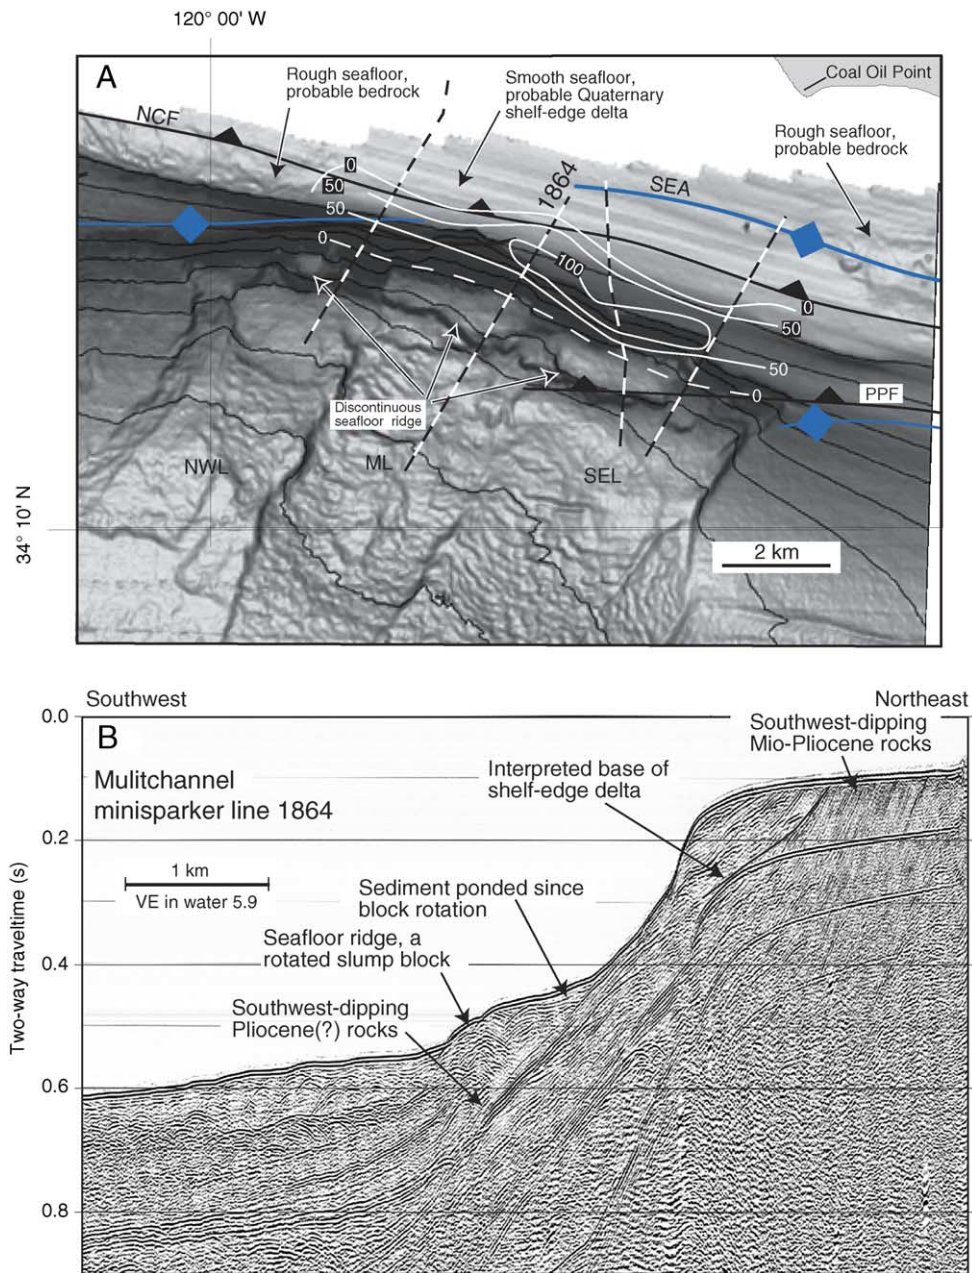 120° 00' W
A
Coal Oil Point
Rough seafloor,
probable bedrock
Smooth seafloor,
probable Quaternary
shelf-edge delta
Rough seafloor,
probable bedrock
NCF
1864
SEA
0
50
50
0
100
0
50
50
0
PPF
Discontinuous
seafloor ridge
NWL
ML
SEL
34° 10' N
2 km
Southwest
Northeast
0.0
B
Southwest-dipping
Mio-Pliocene rocks
Mulitchannel
minisparker line 1864
Interpreted base of
shelf-edge delta
0.2
1 km
VE in water 5.9
Sediment ponded since
block rotation
Seafloor ridge, a
rotated slump block
0.4
Southwest-dipping
Pliocene(?) rocks
Two-way traveltime (s)
0.6
0.8